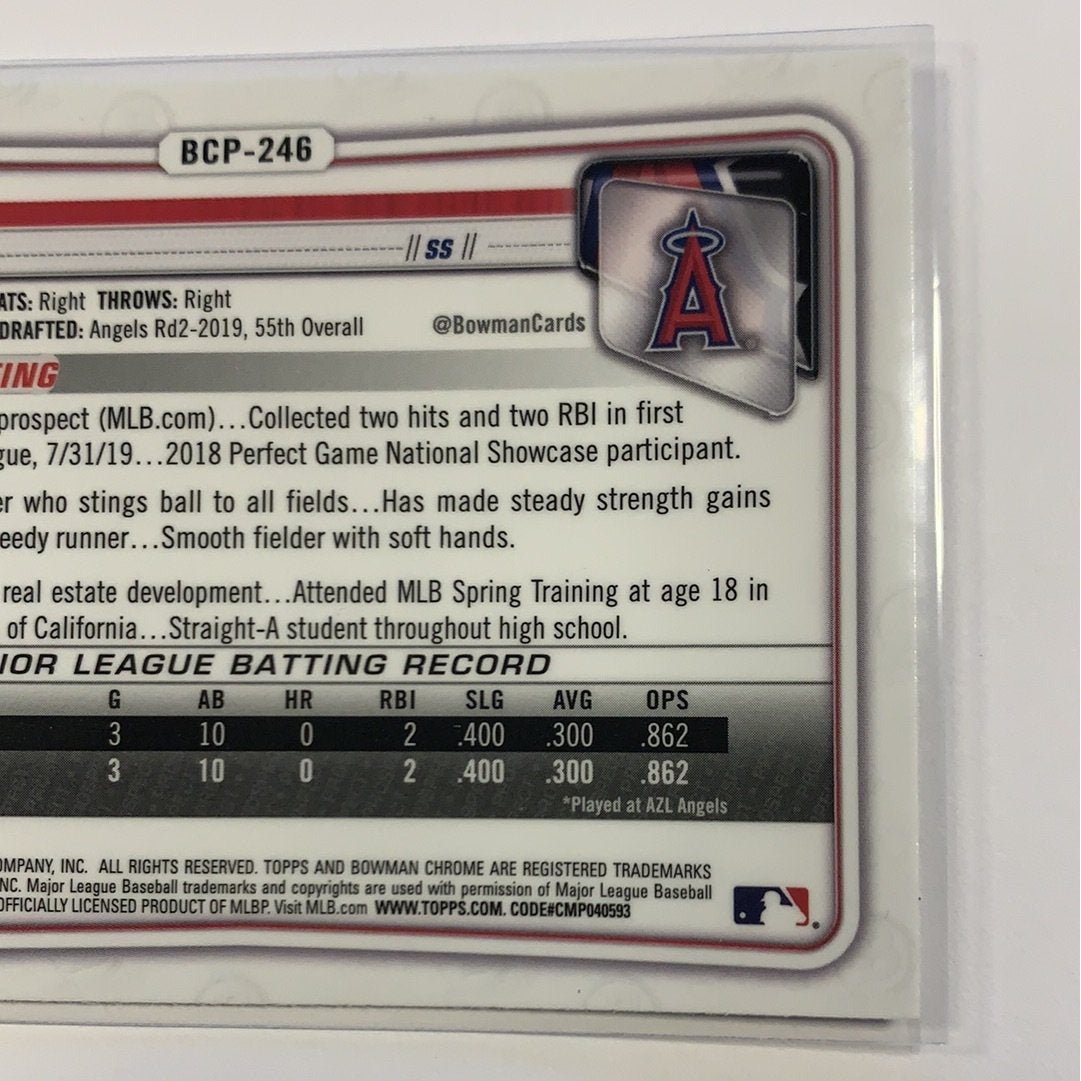 BCP-246
// SS //
ATS: Right THROWS: Right
DRAFTED: Angels Rd2-2019, 55th Overall
@BowmanCards
A
ING
prospect (MLB.com)...Collected two hits and two RBI in first
gue, 7/31/19...2018 Perfect Game National Showcase participant.
er who stings ball to all fields...Has made steady strength gains
eedy runner...Smooth fielder with soft hands.
real estate development...Attended MLB Spring Training at age 18 in
of California...Straight-A student throughout high school.
IOR LEAGUE BATTING RECORD
G AB HR RBI SLG AVG OPS
3 10 0 2 .400 .300 .862
3 10 0 2 .400 .300 .862
*Played at AZL Angels
OMPANY, INC. ALL RIGHTS RESERVED. TOPPS AND BOWMAN CHROME ARE REGISTERED TRADEMARKS
NC. Major League Baseball trademarks and copyrights are used with permission of Major League Baseball
OFFICIALLY LICENSED PRODUCT OF MLBP. Visit MLB.com WWW.TOPPS.COM. CODE#CMP040593